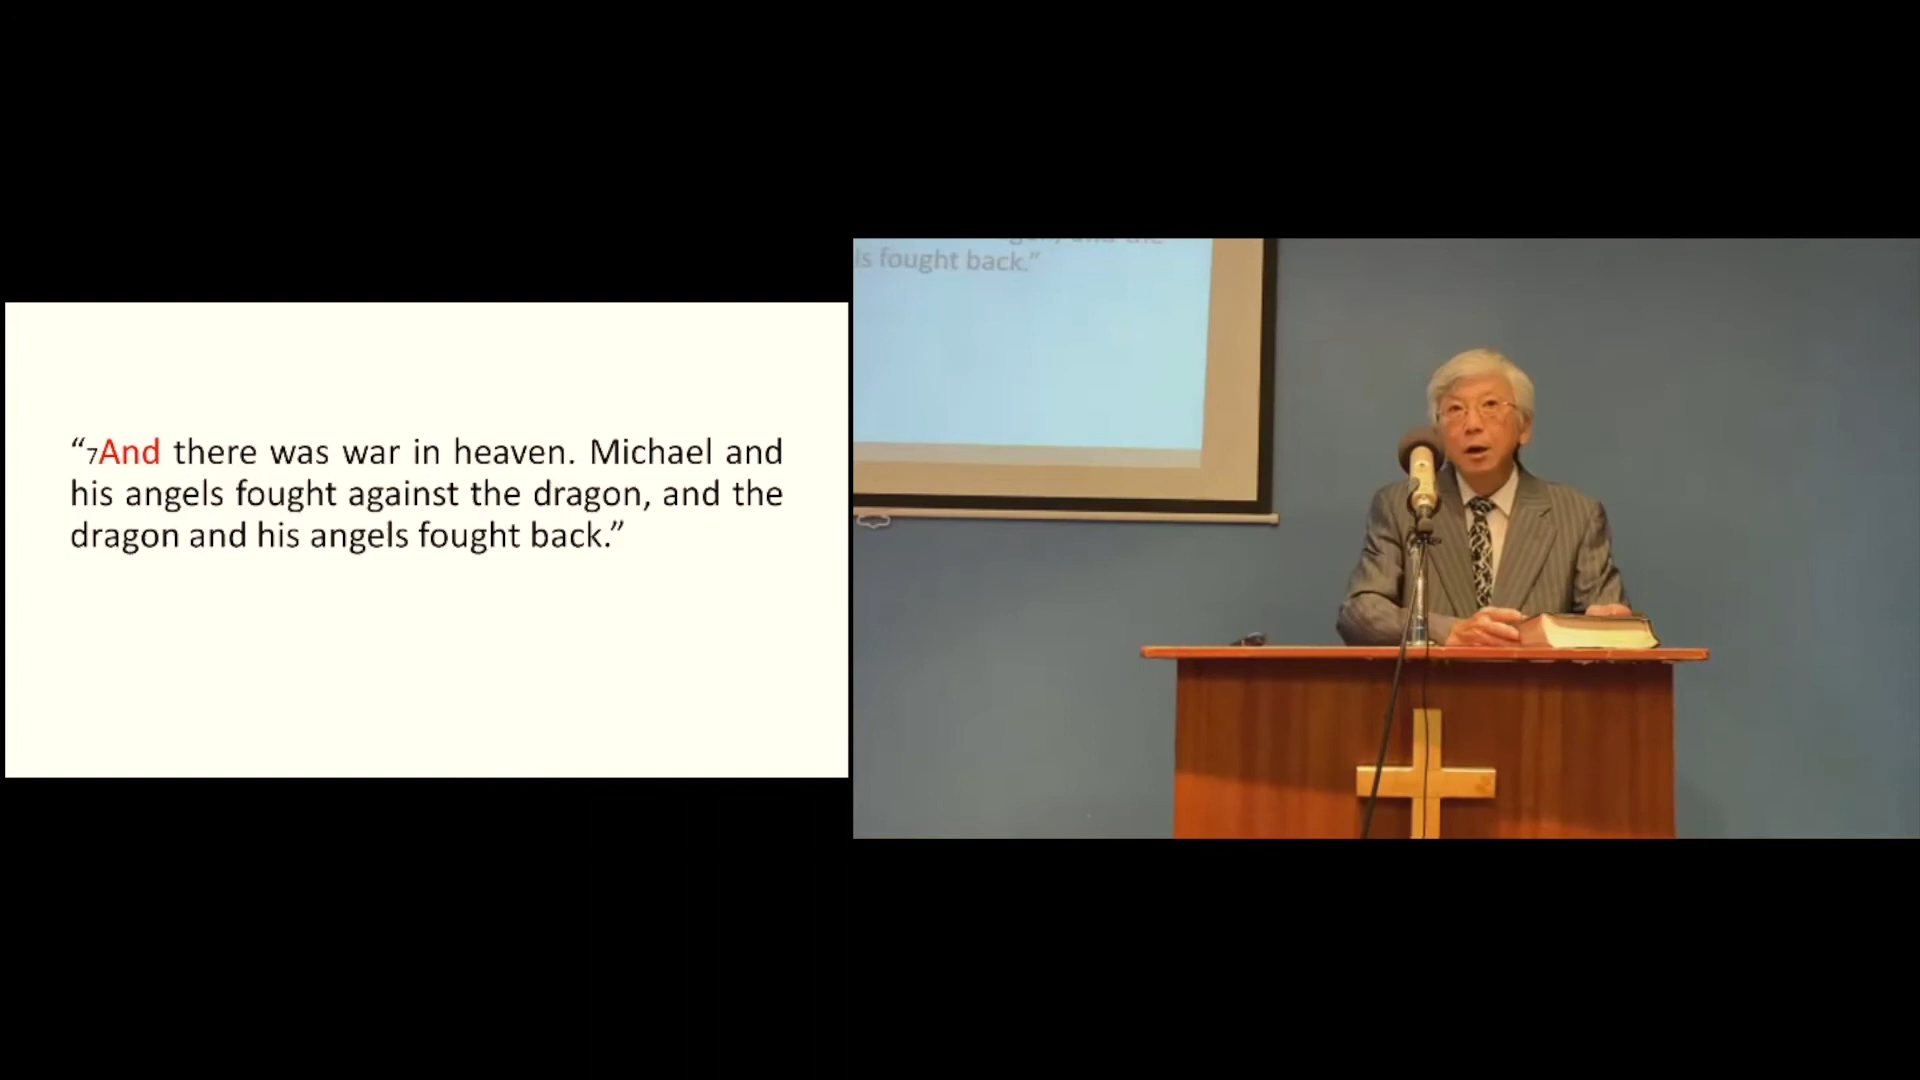 “7And there was war in heaven. Michael and
his angels fought against the dragon, and the
dragon and his angels fought back.”
ls fought back.”